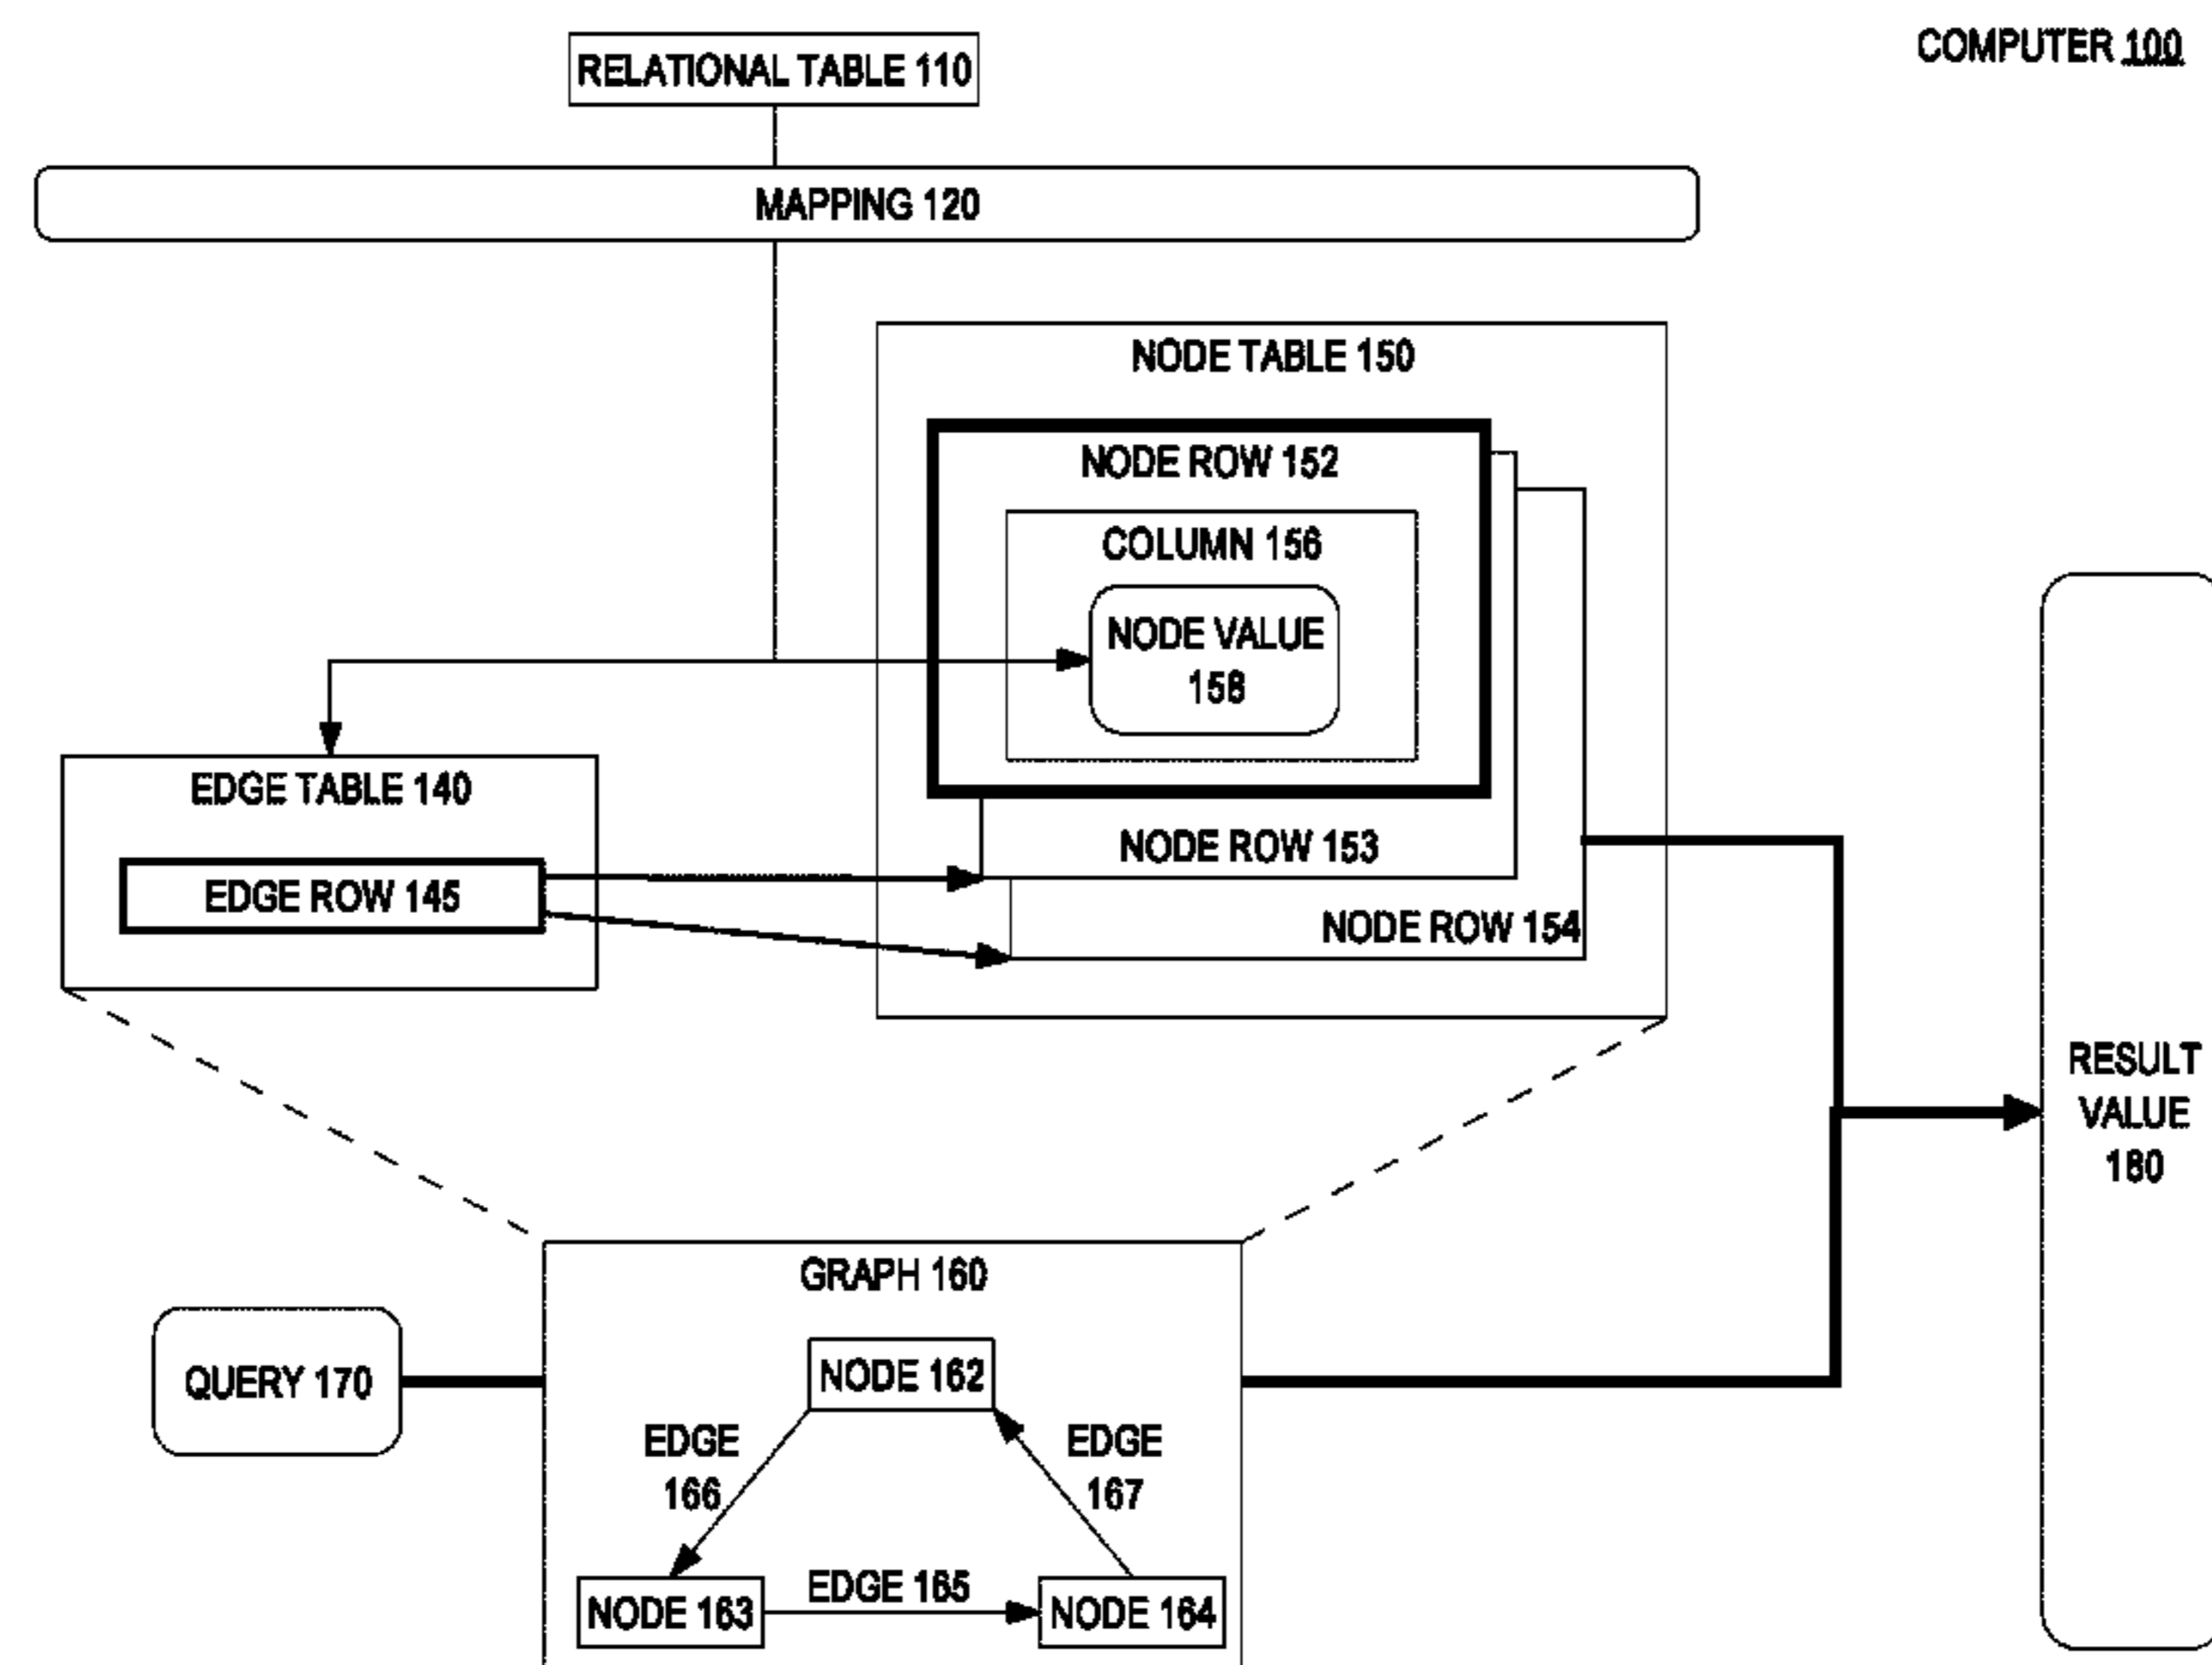 COMPUTER 100
RELATIONAL TABLE 110
MAPPING 120
NODE TABLE 150
NODE ROW 152
COLUMN 156
NODE VALUE
158
EDGE TABLE 140
NODE ROW 153
EDGE ROW 145
NODE ROW 154
RESULT
VALUE
180
GRAPH 160
QUERY 170
NODE 162
EDGE
166
EDGE
167
EDGE 165
NODE 163
NODE 164